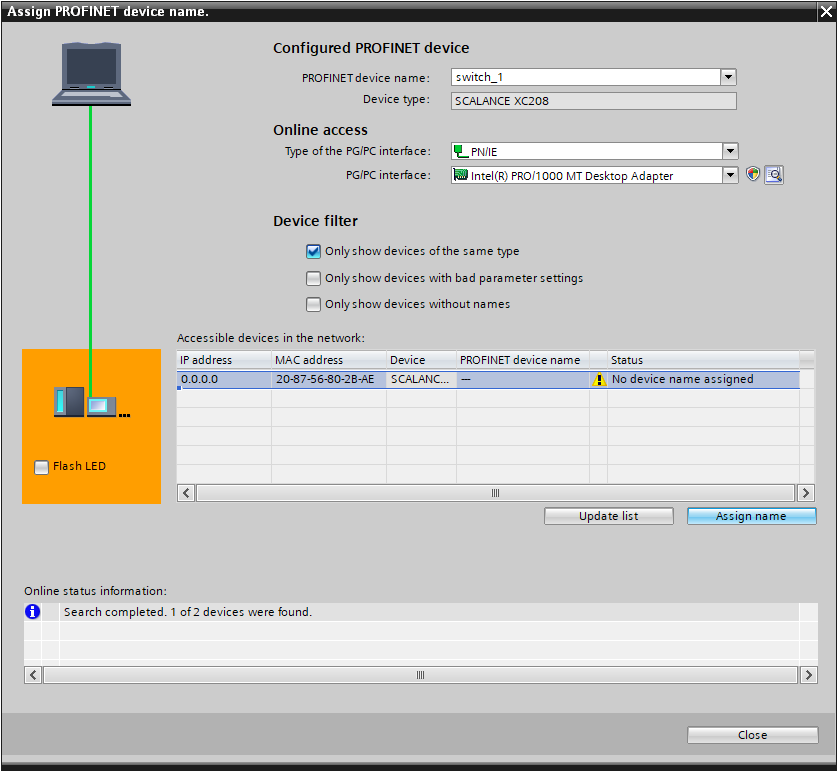 Assign PROFINET device name.
Configured PROFINET device
PROFINET device name: switch_1
Device type: SCALANCE XC208
Online access
Type of the PG/PC interface: PN/IE
PG/PC interface: Intel(R) PRO/1000 MT Desktop Adapter
Device filter
Only show devices of the same type
Only show devices with bad parameter settings
Only show devices without names
Accessible devices in the network:
IP address MAC address Device PROFINET device name Status
0.0.0.0 20-87-56-80-2B-AE SCALANC... --- No device name assigned
Flash LED
Update list Assign name
Online status information:
Search completed. 1 of 2 devices were found.
Close